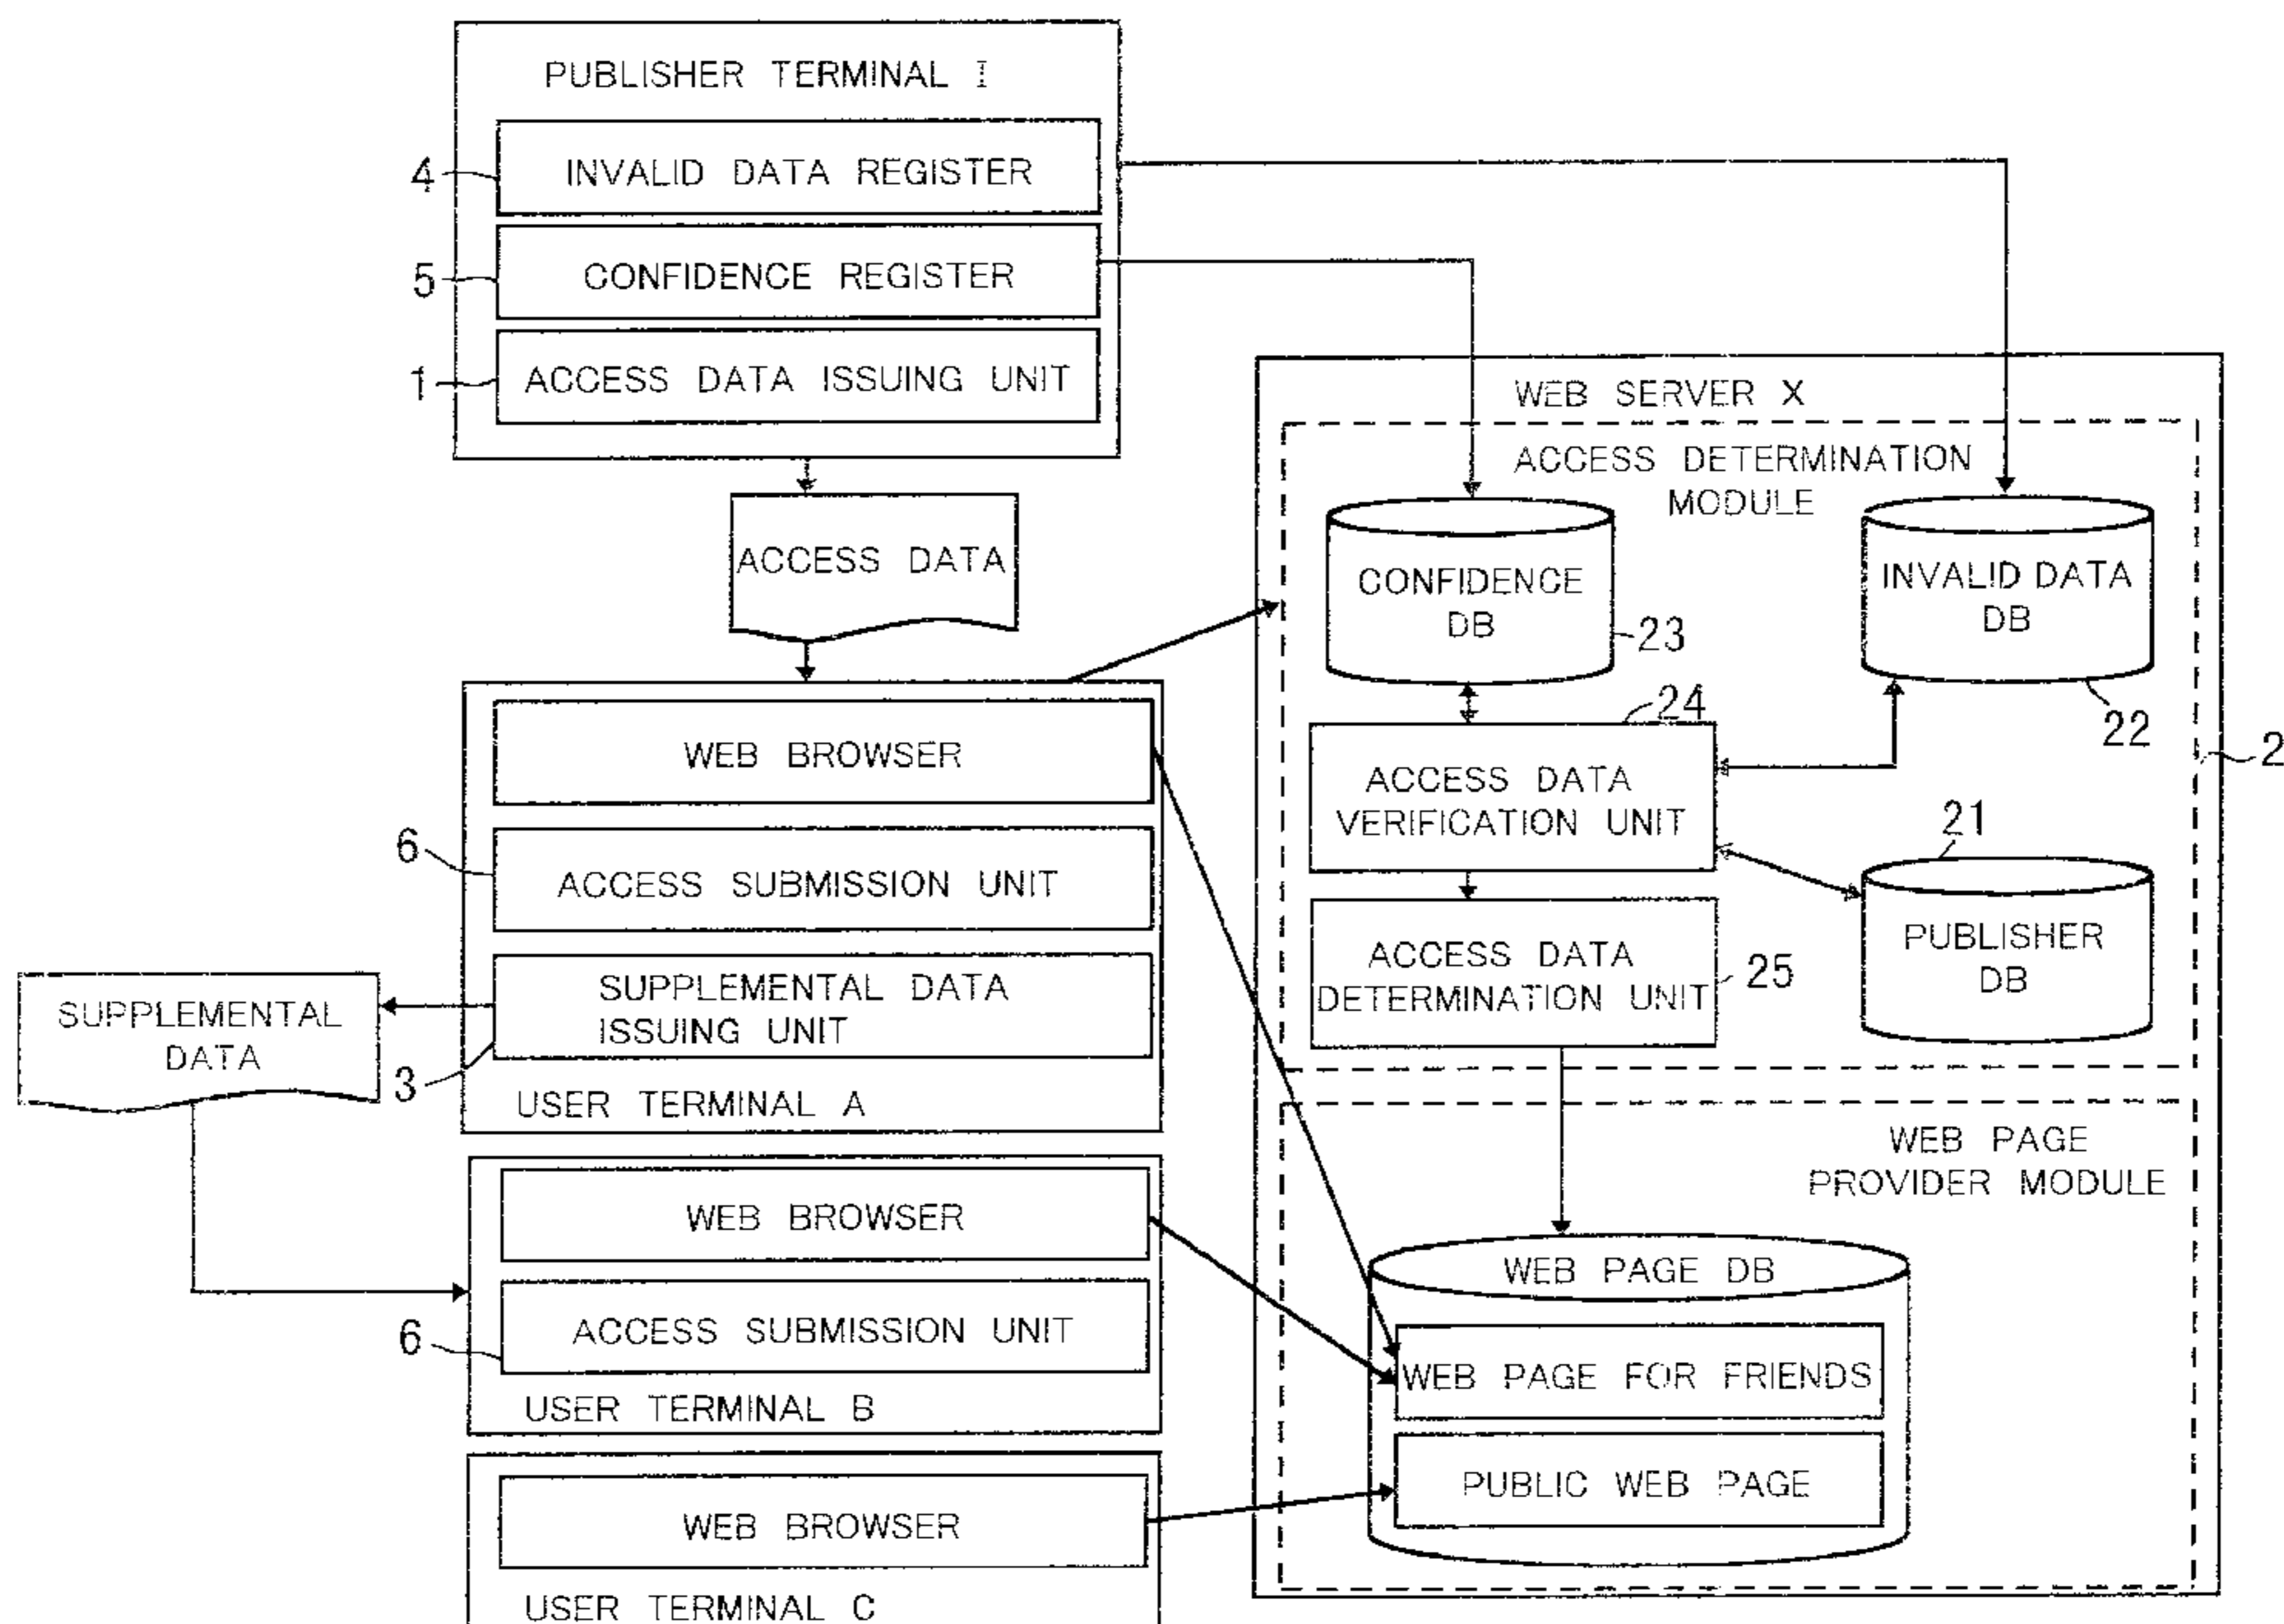 PUBLISHER TERMINAL I
4
INVALID DATA REGISTER
5
CONFIDENCE REGISTER
1
ACCESS DATA ISSUING UNIT
ACCESS DATA
WEB BROWSER
6
ACCESS SUBMISSION UNIT
SUPPLEMENTAL DATA
ISSUING UNIT
3
USER TERMINAL A
SUPPLEMENTAL
DATA
WEB BROWSER
6
ACCESS SUBMISSION UNIT
USER TERMINAL B
WEB BROWSER
USER TERMINAL C
WEB SERVER X
ACCESS DETERMINATION
MODULE
CONFIDENCE
DB
23
INVALID DATA
DB
22
2
24
ACCESS DATA
VERIFICATION UNIT
21
PUBLISHER
DB
ACCESS DATA
DETERMINATION UNIT
25
WEB PAGE
PROVIDER MODULE
WEB PAGE DB
WEB PAGE FOR FRIENDS
PUBLIC WEB PAGE